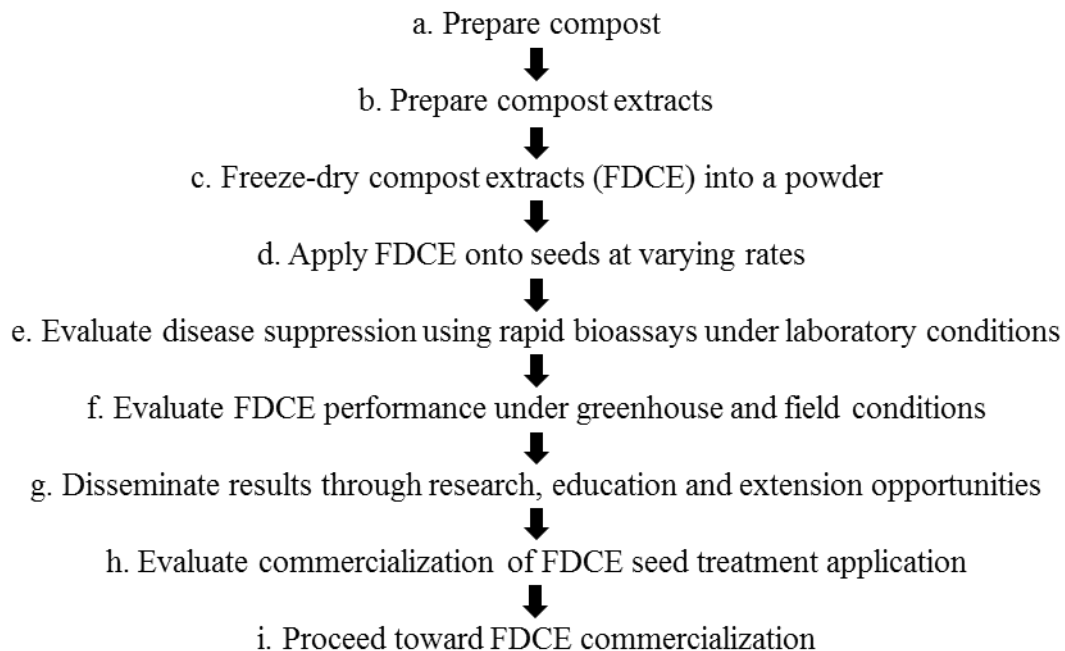 a. Prepare compost
b. Prepare compost extracts
c. Freeze-dry compost extracts (FDCE) into a powder
d. Apply FDCE onto seeds at varying rates
e. Evaluate disease suppression using rapid bioassays under laboratory conditions
f. Evaluate FDCE performance under greenhouse and field conditions
g. Disseminate results through research, education and extension opportunities
h. Evaluate commercialization of FDCE seed treatment application
i. Proceed toward FDCE commercialization